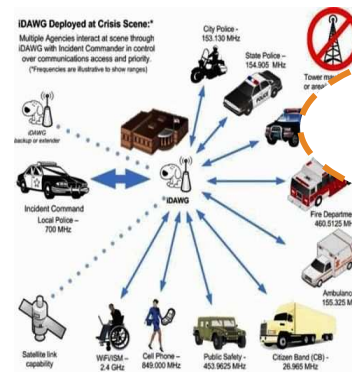 iDAWG Deployed at Crisis Scene:*
Multiple Agencies interact at scene through
iDAWG with Incident Commander in control
over communications access and priority.
(*Frequencies are illustrative to show ranges)
City Police -
153.130 MHz
State Police -
154.905 MHz
Tower
or area
iDAWG
backup or extender
iDAWG
Incident Command
Local Police -
700 MHz
Fire
460.5125
155.325
Satellite link
capability
WiFi/ISM -
2.4 GHz
Cell Phone -
849.000 MHz
Public Safety -
453.9625 MHz
Citizen Band (CB) -
26.965 MHz